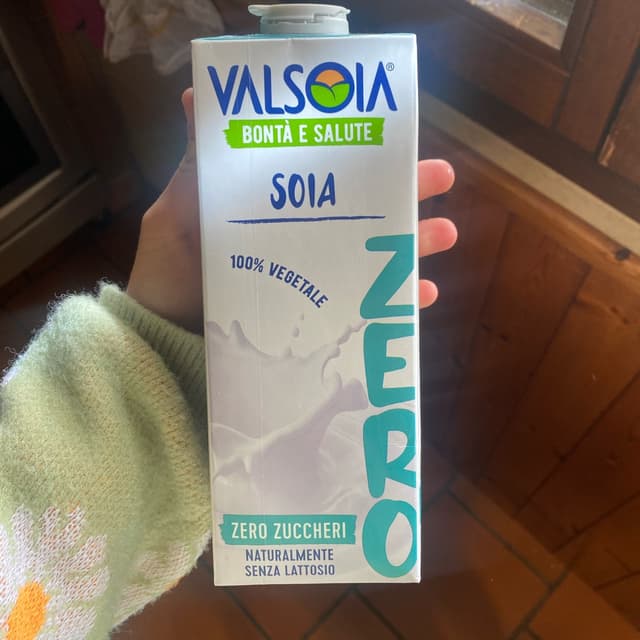 VALSOIA®
BONTÀ E SALUTE
SOIA
100% VEGETALE
ZERO
ZERO ZUCCHERI
NATURALMENTE
SENZA LATTOSIO